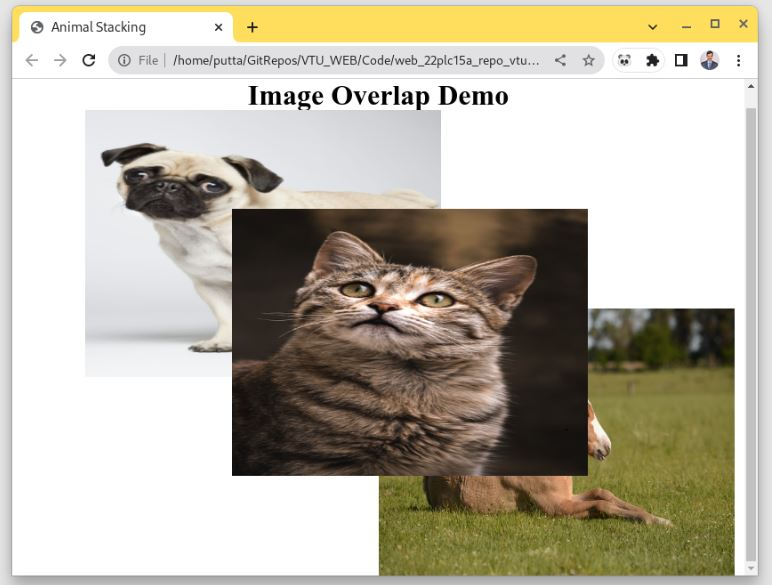 Animal Stacking
File
/home/putta/GitRepos/VTU_WEB/Code/web_22plc15a_repo_vtu...
Image Overlap Demo